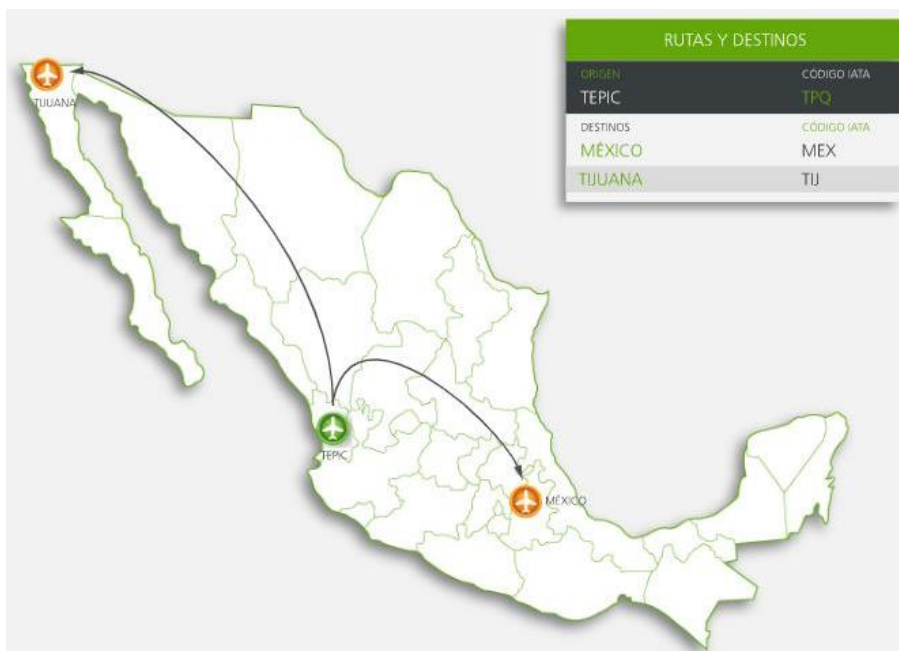 RUTAS Y DESTINOS
ORIGEN CÓDIGO IATA
TEPIC TPQ
DESTINOS CÓDIGO IATA
MÉXICO MEX
TIJUANA TIJ
TIJUANA
TEPIC
MÉXICO